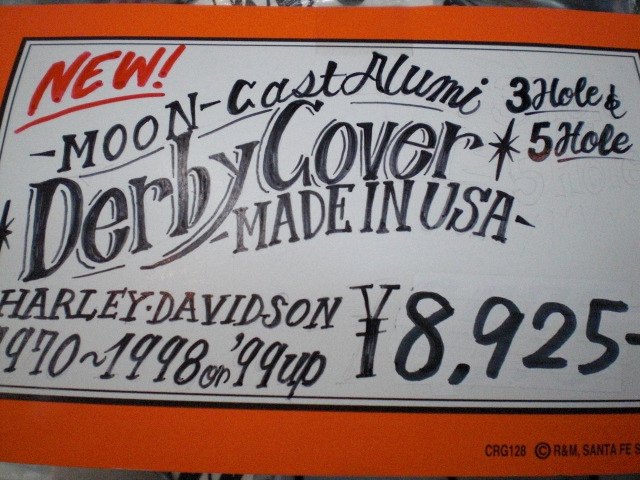 NEW!
-MOON- Cast Alumi
3Hole &
5Hole
Derby Cover
-MADE IN USA-
HARLEY-DAVIDSON
1970~1998 or '99up
¥8,925-
CRG128 © R&M, SANTA FE S